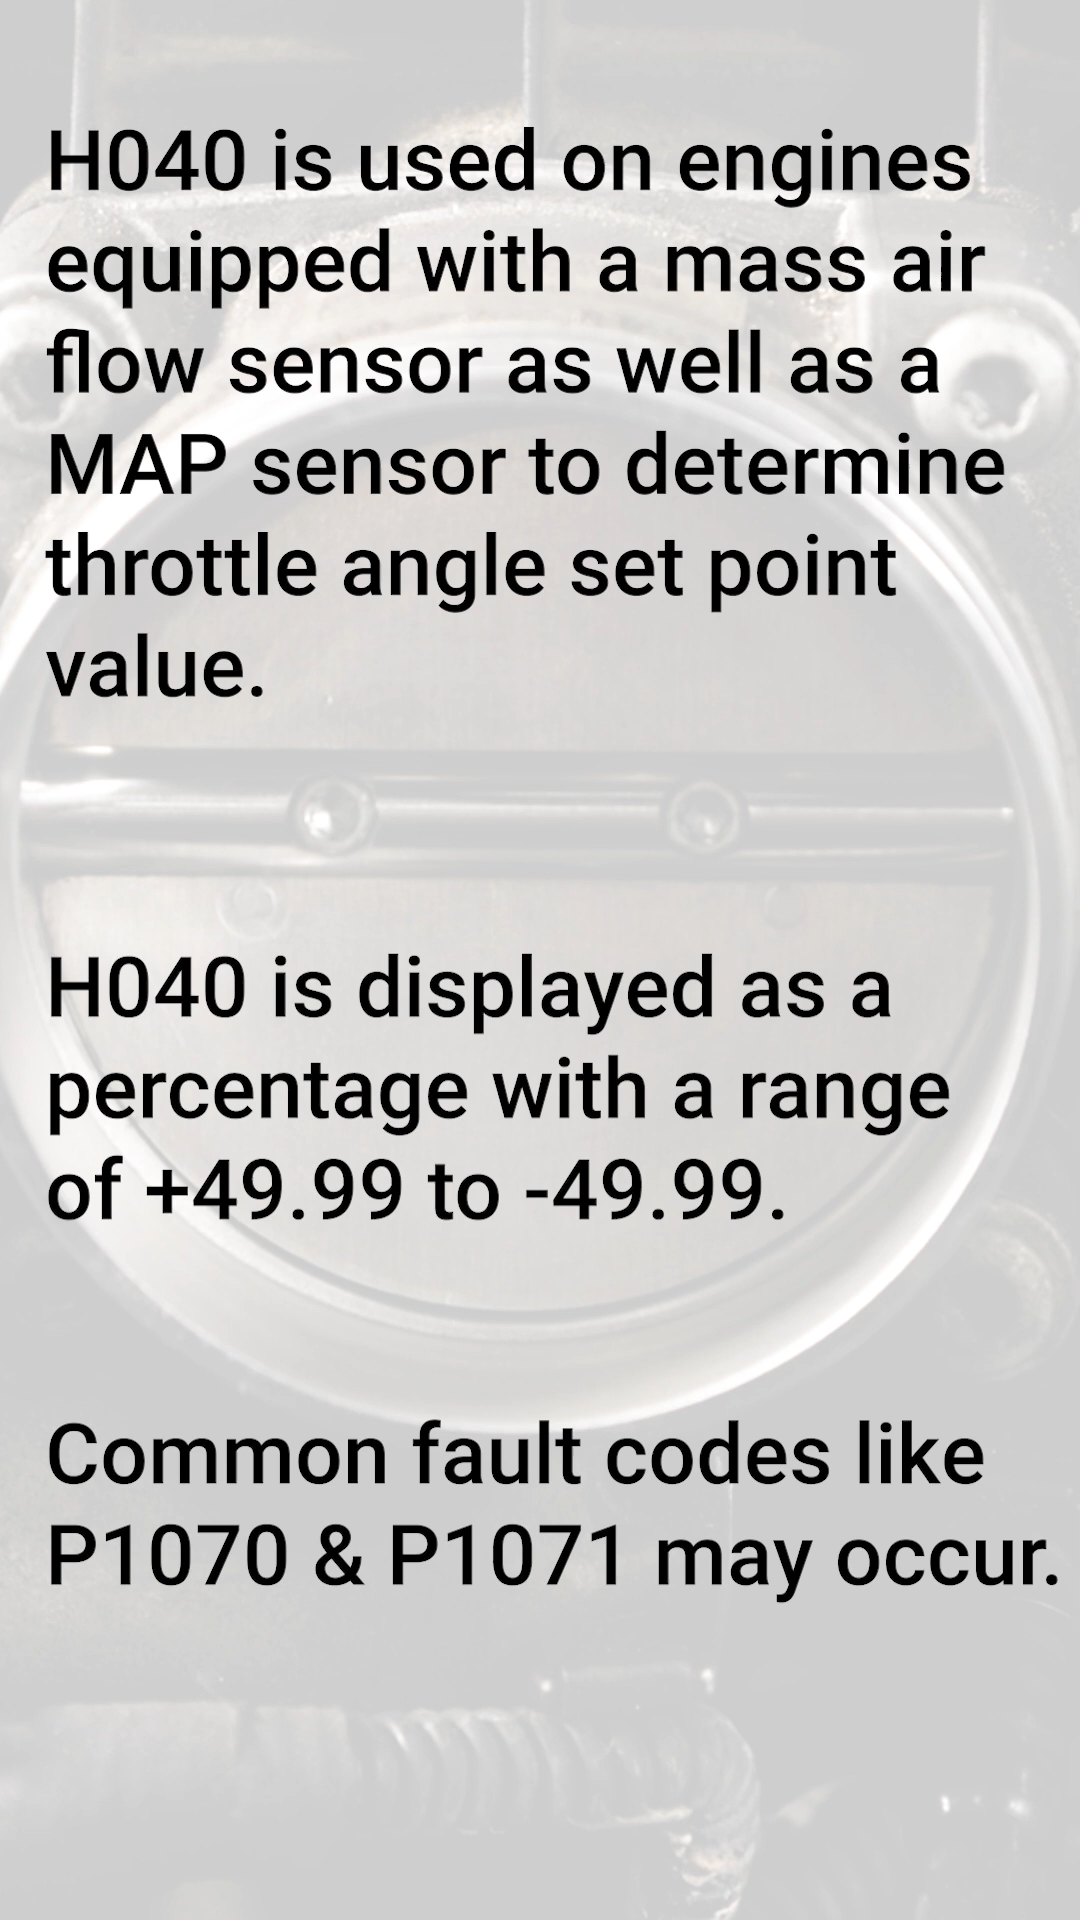 H040 is used on engines
equipped with a mass air
flow sensor as well as a
MAP sensor to determine
throttle angle set point
value.
H040 is displayed as a
percentage with a range
of +49.99 to -49.99.
Common fault codes like
P1070 & P1071 may occur.